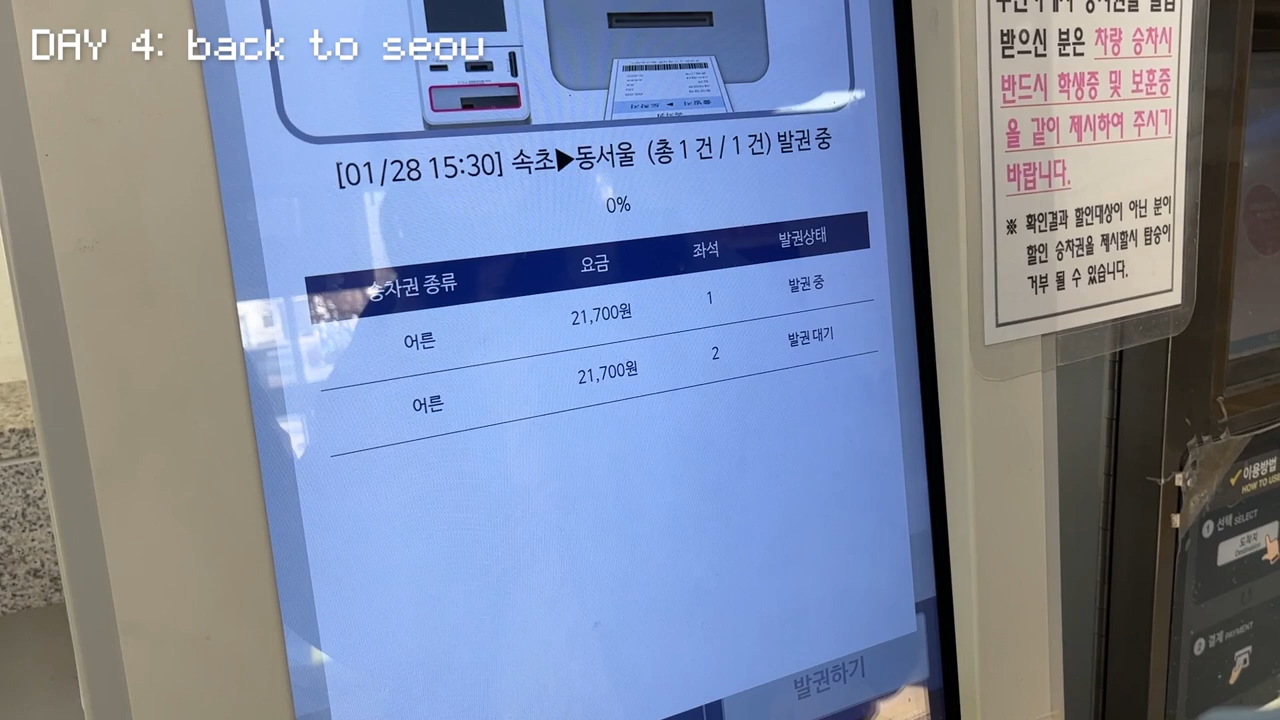 DAY 4: back to seou
[01/28 15:30] 속초▶동서울 (총 1 건 / 1 건) 발권 중
0%
승차권 종류 요금 좌석 발권상태
어른 21,700원 1 발권 중
어른 21,700원 2 발권 대기
발권하기
받으신 분은 차량 승차시
반드시 학생증 및 보훈증
을 같이 제시하여 주시기
바랍니다.
※ 확인결과 할인대상이 아닌 분이
할인 승차권을 제시할시 탑승이
거부 될 수 있습니다.
이용방법
HOW TO USE
1 선택 SELECT
도착지
Destination
2 결제 PAYMENT